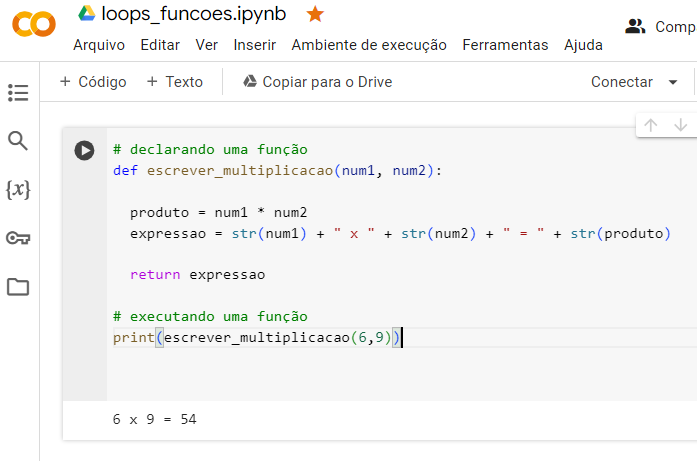 loops_funcoes.ipynb
Arquivo Editar Ver Inserir Ambiente de execução Ferramentas Ajuda
+ Código + Texto Copiar para o Drive Conectar
{x}
# declarando uma função
def escrever_multiplicacao(num1, num2):
produto = num1 * num2
expressao = str(num1) + " x " + str(num2) + " = " + str(produto)
return expressao
# executando uma função
print(escrever_multiplicacao(6,9))
6 x 9 = 54